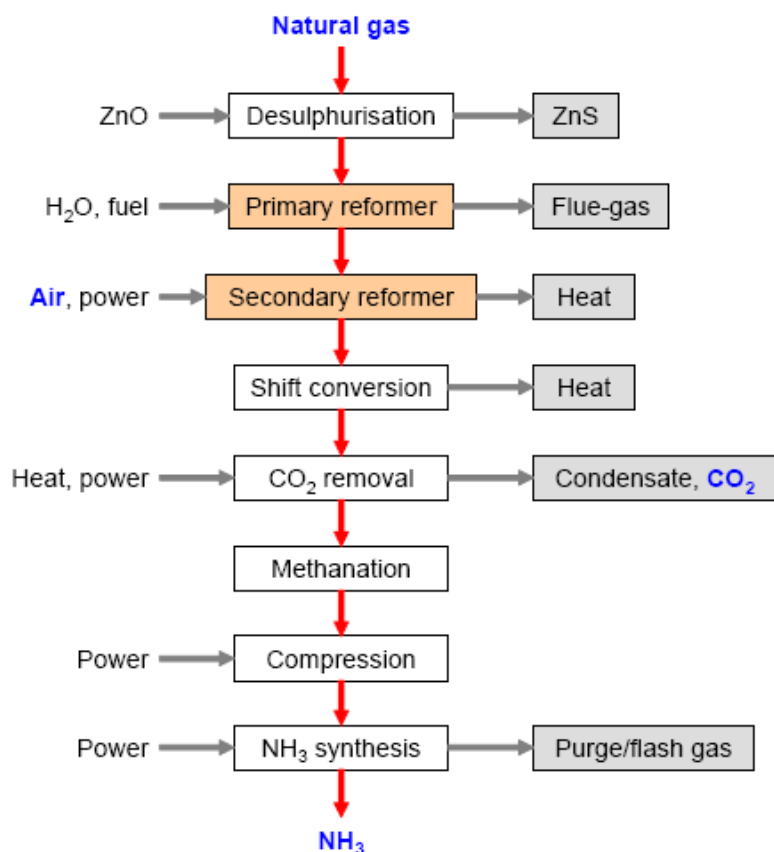 Natural gas
ZnO Desulphurisation ZnS
H₂O, fuel Primary reformer Flue-gas
Air, power Secondary reformer Heat
Shift conversion Heat
Heat, power CO₂ removal Condensate, CO₂
Methanation
Power Compression
Power NH₃ synthesis Purge/flash gas
NH₃